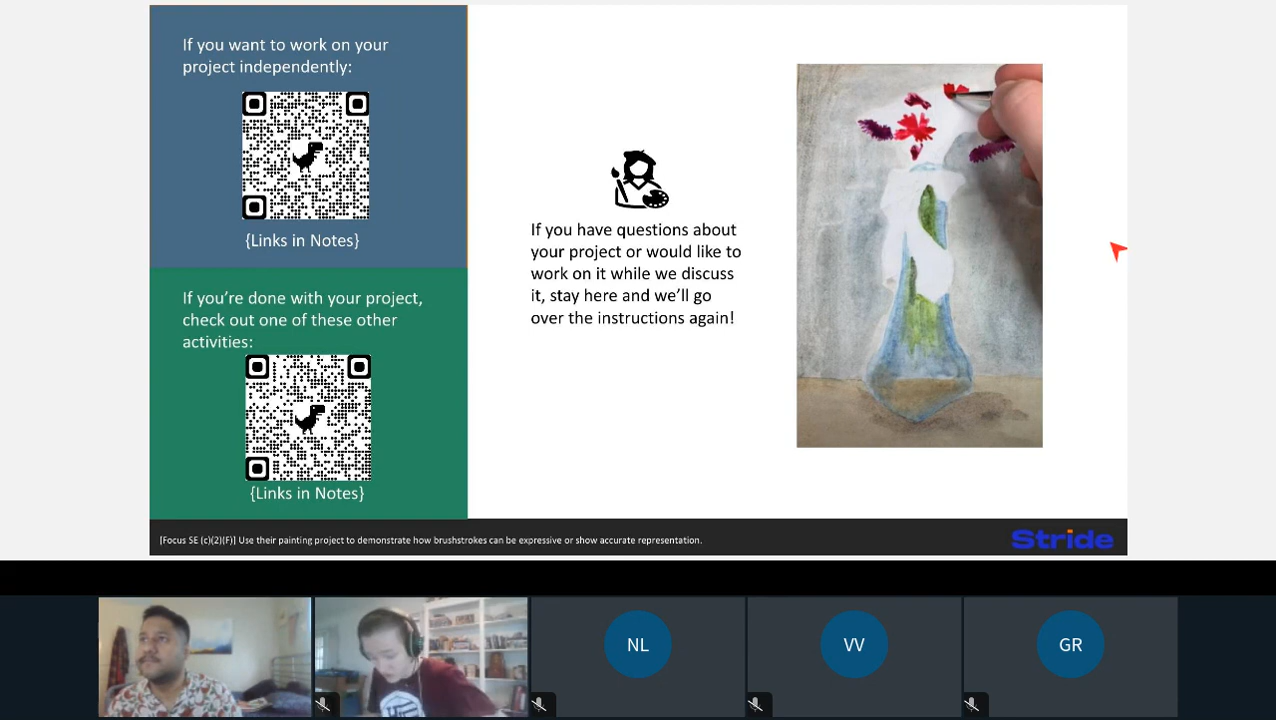 If you want to work on your
project independently:
{Links in Notes}
If you’re done with your project,
check out one of these other
activities:
{Links in Notes}
If you have questions about
your project or would like to
work on it while we discuss
it, stay here and we’ll go
over the instructions again!
[Focus SE (c)(2)(F)] Use their painting project to demonstrate how brushstrokes can be expressive or show accurate representation.
Stride
NL
VV
GR